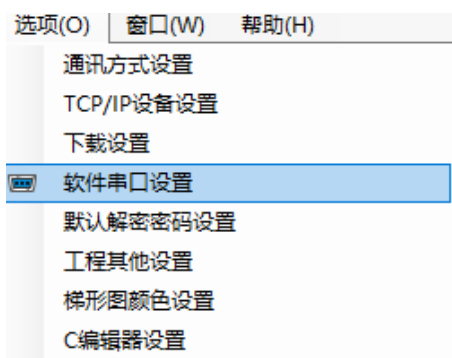 选项(O) 窗口(W) 帮助(H)
通讯方式设置
TCP/IP设备设置
下载设置
软件串口设置
默认解密密码设置
工程其他设置
梯形图颜色设置
C编辑器设置